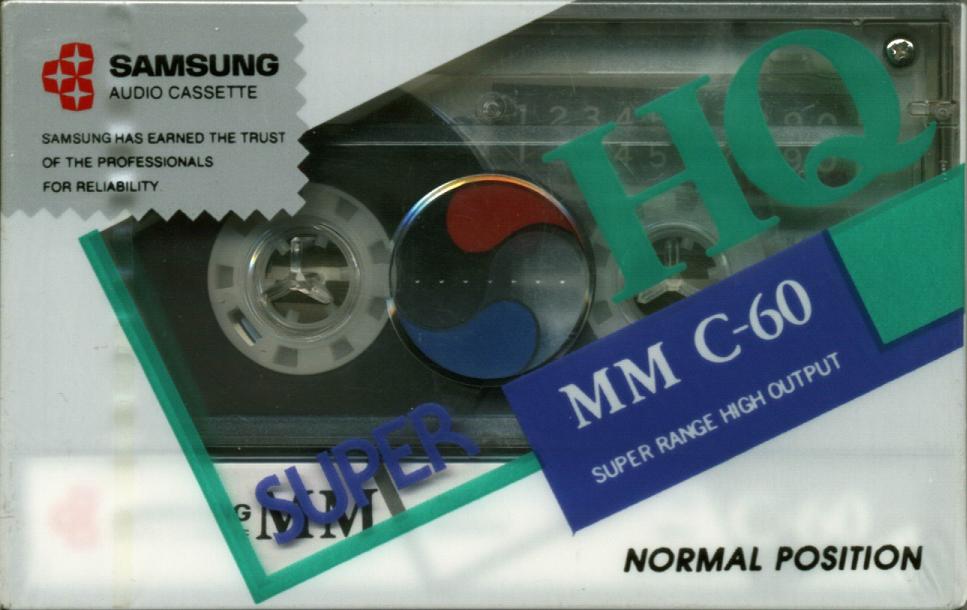 SAMSUNG
AUDIO CASSETTE
SAMSUNG HAS EARNED THE TRUST
OF THE PROFESSIONALS
FOR RELIABILITY.
HQ
MM C-60
SUPER RANGE HIGH OUTPUT
SUPER
MM
NORMAL POSITION